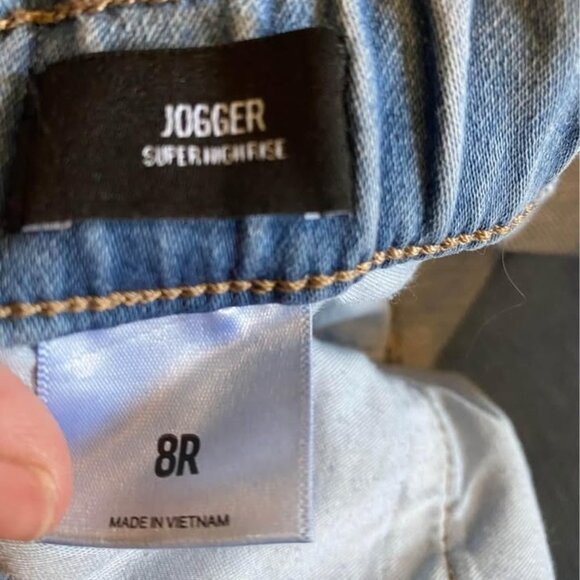 JOGGER
SUPER HIGH RISE
8R
MADE IN VIETNAM